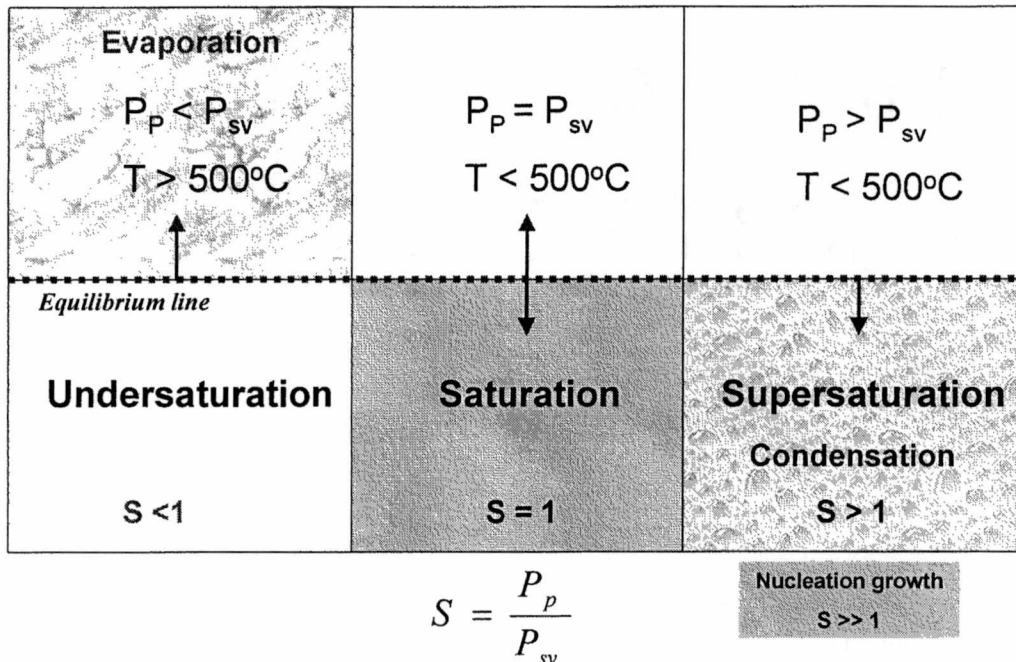 Evaporation
P_P < P_sv
T > 500°C
P_P = P_sv
T < 500°C
P_P > P_sv
T < 500°C
Equilibrium line
Undersaturation
S <1
Saturation
S = 1
Supersaturation
Condensation
S > 1
S = P_p / P_sv
Nucleation growth
S >> 1